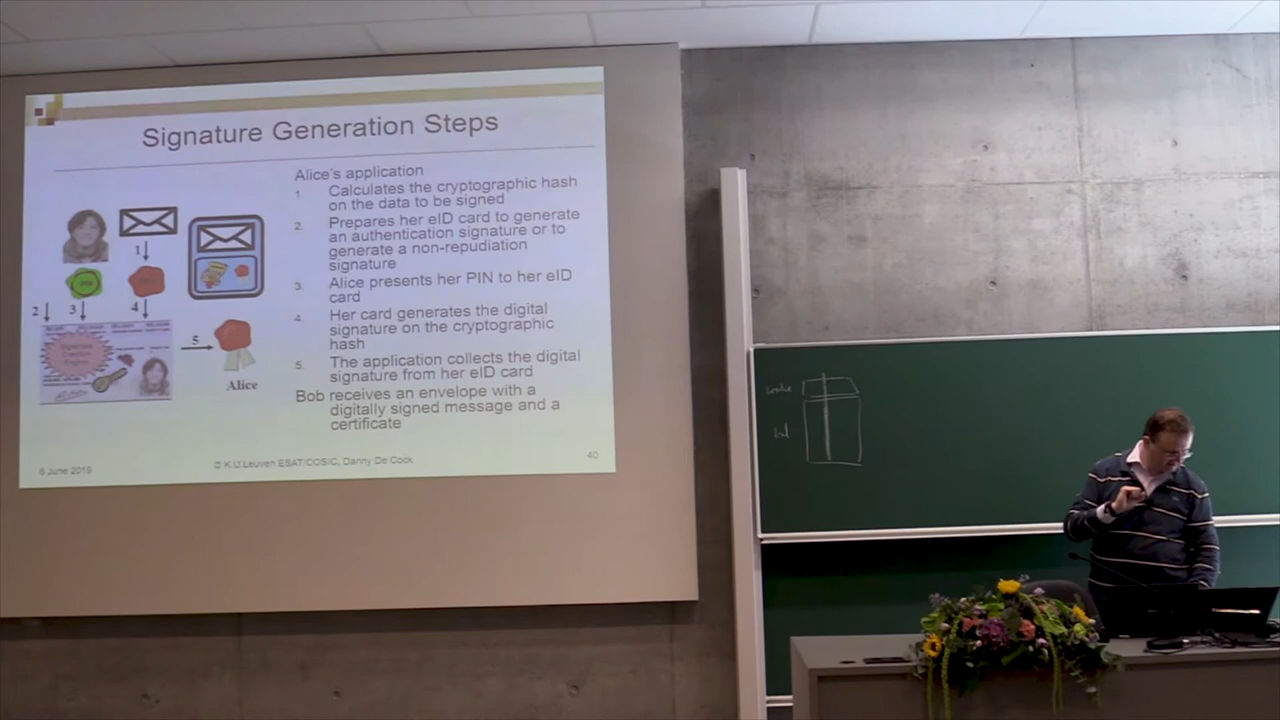 Signature Generation Steps
Alice's application
1. Calculates the cryptographic hash
on the data to be signed
2. Prepares her eID card to generate
an authentication signature or to
generate a non-repudiation
signature
3. Alice presents her PIN to her eID
card
4. Her card generates the digital
signature on the cryptographic
hash
5. The application collects the digital
signature from her eID card
Bob receives an envelope with a
digitally signed message and a
certificate
1
2
3
4
5
Alice
6 June 2019
© K.U.Leuven ESAT/COSIC, Danny De Cock
40